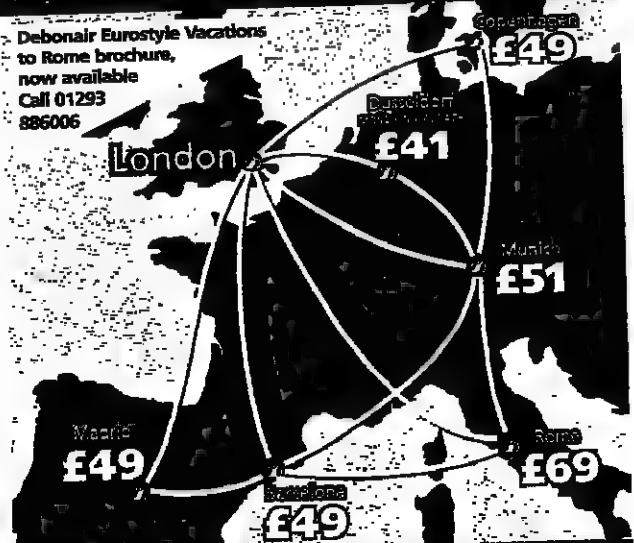 Debonair Eurostyle Vacations
to Rome brochure,
now available
Call 01293
886006
Copenhagen
£49
Dusseldorf
£41
London
Munich
£51
Madrid
£49
Rome
£69
Barcelona
£49